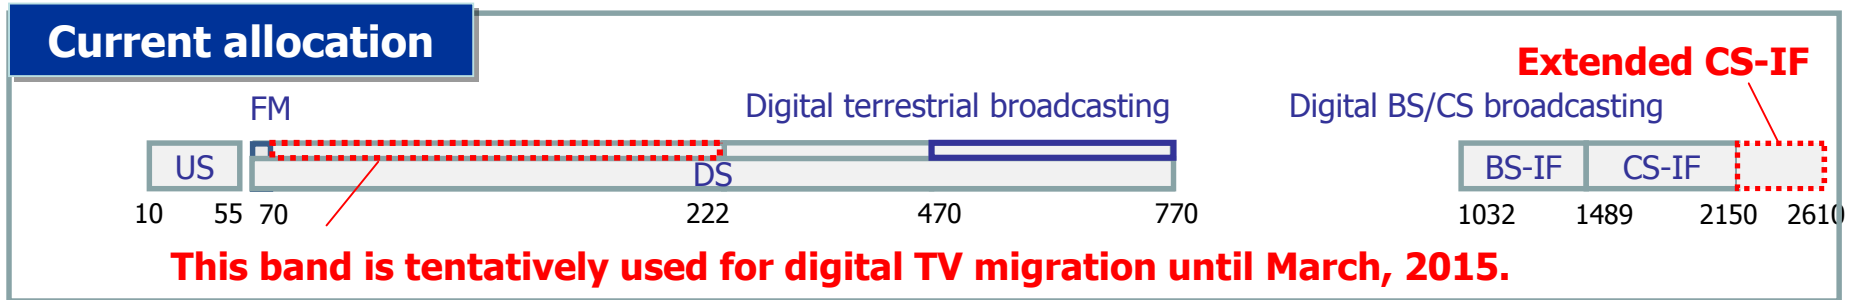 Current allocation
Extended CS-IF
FM
Digital terrestrial broadcasting
Digital BS/CS broadcasting
US
DS
BS-IF
CS-IF
10
55
70
222
470
770
1032
1489
2150
2610
This band is tentatively used for digital TV migration until March, 2015.